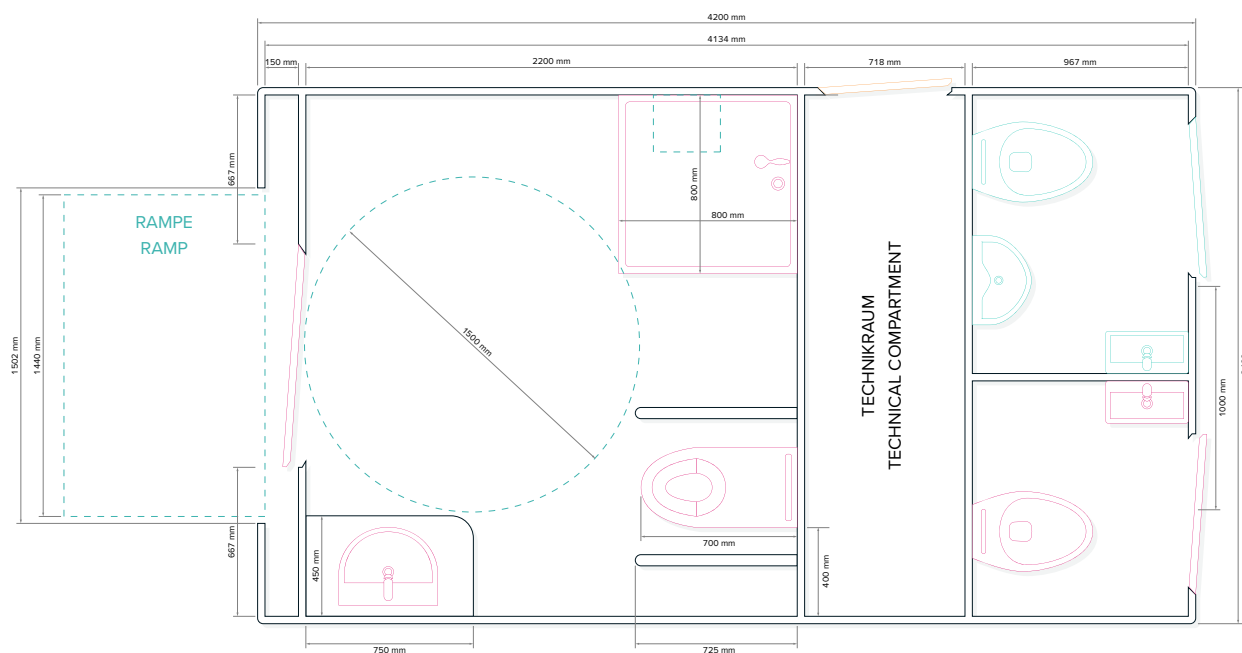 4200 mm
4134 mm
150 mm
2200 mm
718 mm
967 mm
667 mm
800 mm
800 mm
RAMPE
RAMP
1502 mm
1440 mm
1500 mm
TECHNIKRAUM
TECHNICAL COMPARTMENT
1000 mm
667 mm
450 mm
700 mm
400 mm
750 mm
725 mm